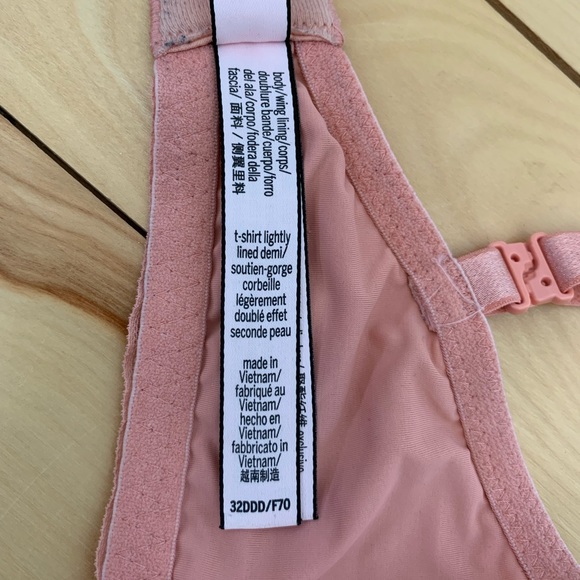 body/wing lining/corps/
doublure bande/cuerpo/forro
del ala/corpo/fodera della
fascia/ 面料 / 侧翼里料
t-shirt lightly
lined demi/
soutien-gorge
corbeille
légèrement
doublé effet
seconde peau
made in
Vietnam/
fabriqué au
Vietnam/
hecho en
Vietnam/
fabbricato in
Vietnam/
越南制造
32DDD/F70
exclusive